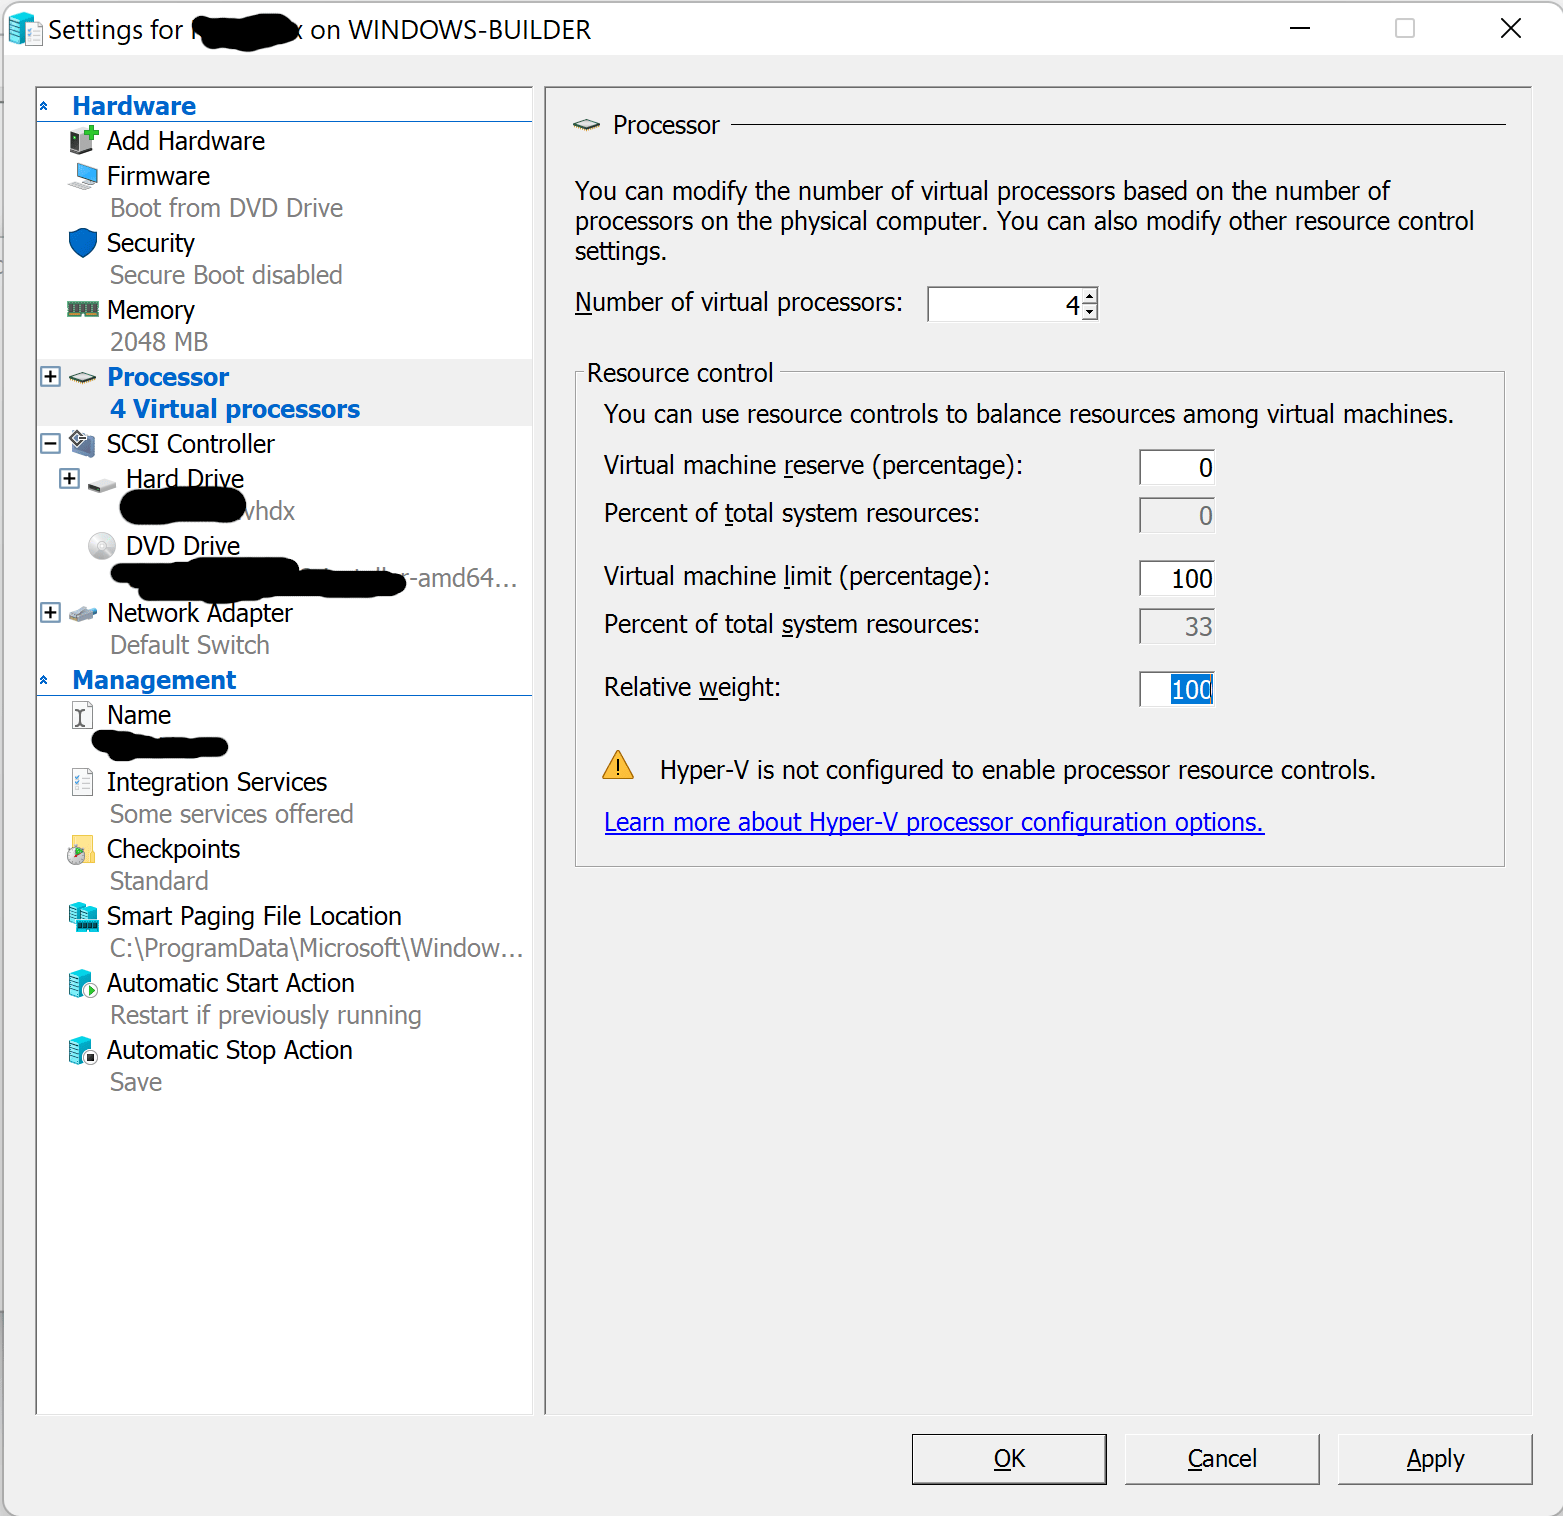 Settings for on WINDOWS-BUILDER
Hardware
Add Hardware
Firmware
Boot from DVD Drive
Security
Secure Boot disabled
Memory
2048 MB
Processor
4 Virtual processors
SCSI Controller
Hard Drive
vhdx
DVD Drive
-amd64...
Network Adapter
Default Switch
Management
Name
Integration Services
Some services offered
Checkpoints
Standard
Smart Paging File Location
C:\ProgramData\Microsoft\Window...
Automatic Start Action
Restart if previously running
Automatic Stop Action
Save
Processor
You can modify the number of virtual processors based on the number of
processors on the physical computer. You can also modify other resource control
settings.
Number of virtual processors: 4
Resource control
You can use resource controls to balance resources among virtual machines.
Virtual machine reserve (percentage): 0
Percent of total system resources: 0
Virtual machine limit (percentage): 100
Percent of total system resources: 33
Relative weight: 100
Hyper-V is not configured to enable processor resource controls.
Learn more about Hyper-V processor configuration options.
OK Cancel Apply